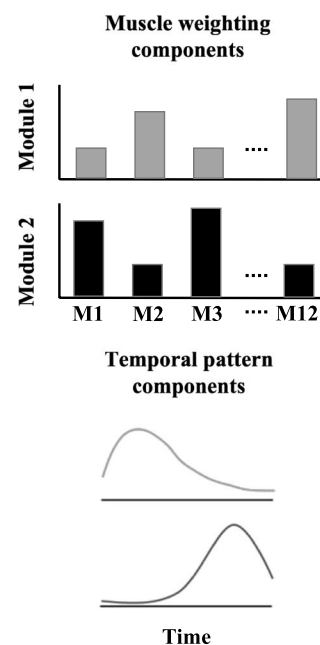 Muscle weighting
components
Module 1
....
Module 2
....
M1 M2 M3 .... M12
Temporal pattern
components
Time